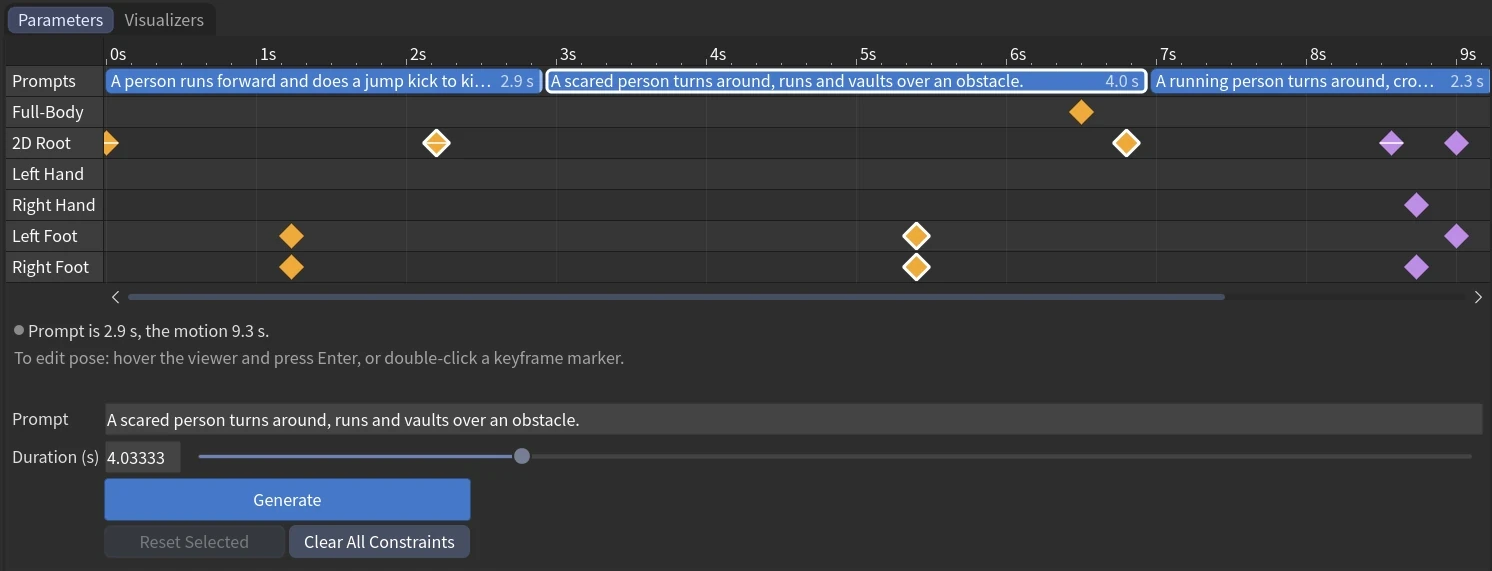 Parameters Visualizers
0s 1s 2s 3s 4s 5s 6s 7s 8s 9s
Prompts A person runs forward and does a jump kick to ki... 2.9 s A scared person turns around, runs and vaults over an obstacle. 4.0 s A running person turns around, cro... 2.3 s
Full-Body
2D Root
Left Hand
Right Hand
Left Foot
Right Foot
Prompt is 2.9 s, the motion 9.3 s.
To edit pose: hover the viewer and press Enter, or double-click a keyframe marker.
Prompt A scared person turns around, runs and vaults over an obstacle.
Duration (s) 4.03333
Generate
Reset Selected Clear All Constraints